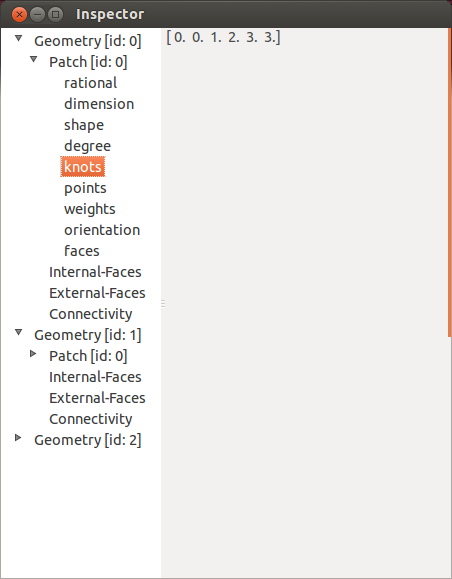 Inspector
Geometry [id: 0]
Patch [id: 0]
rational
dimension
shape
degree
knots
points
weights
orientation
faces
Internal-Faces
External-Faces
Connectivity
Geometry [id: 1]
Patch [id: 0]
Internal-Faces
External-Faces
Connectivity
Geometry [id: 2]
[ 0.  0.  1.  2.  3.  3.]